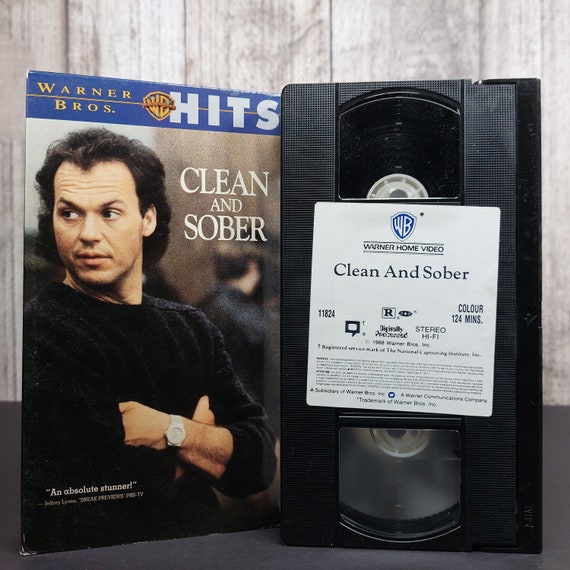 WARNER
BROS. WB HITS
CLEAN
AND
SOBER
"An absolute stunner!"
— Jeffrey Lyons, "SNEAK PREVIEWS"/PBS-TV
WB
WARNER HOME VIDEO
Clean And Sober
11824
R
COLOUR
124 MINS.
Digitally
Processed
STEREO
HI-FI
© 1988 Warner Bros. Inc.
† Registered service mark of The National Captioning Institute, Inc.
A Subsidiary of Warner Bros. Inc. A Warner Communications Company
*Trademark of Warner Bros. Inc.